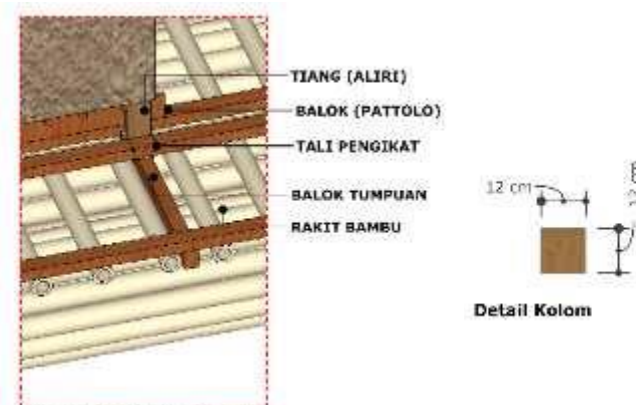 TIANG (ALIRI)
BALOK (PATTOLO)
TALI PENGIKAT
BALOK TUMPUAN
RAKIT BAMBU
12 cm
Detail Kolom